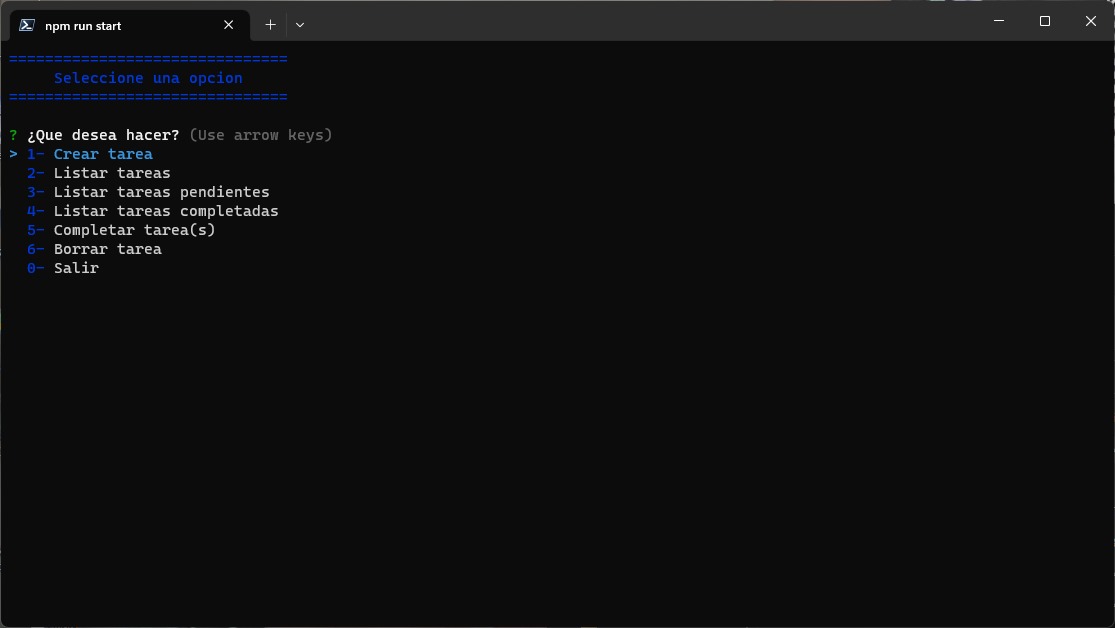 npm run start
===============================
Seleccione una opcion
===============================
? ¿Que desea hacer? (Use arrow keys)
> 1- Crear tarea
2- Listar tareas
3- Listar tareas pendientes
4- Listar tareas completadas
5- Completar tarea(s)
6- Borrar tarea
0- Salir